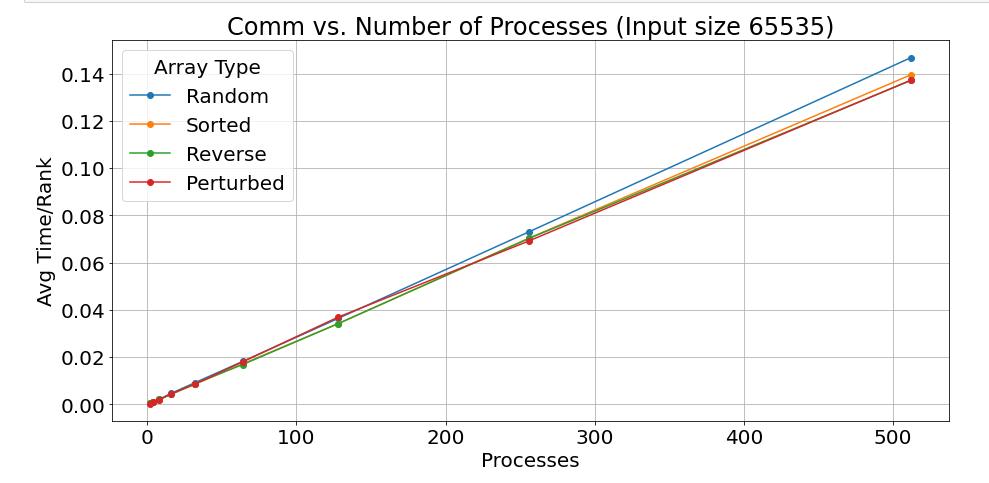 Comm vs. Number of Processes (Input size 65535)
Array Type
Random
Sorted
Reverse
Perturbed
Avg Time/Rank
0.14
0.12
0.10
0.08
0.06
0.04
0.02
0.00
0 100 200 300 400 500
Processes